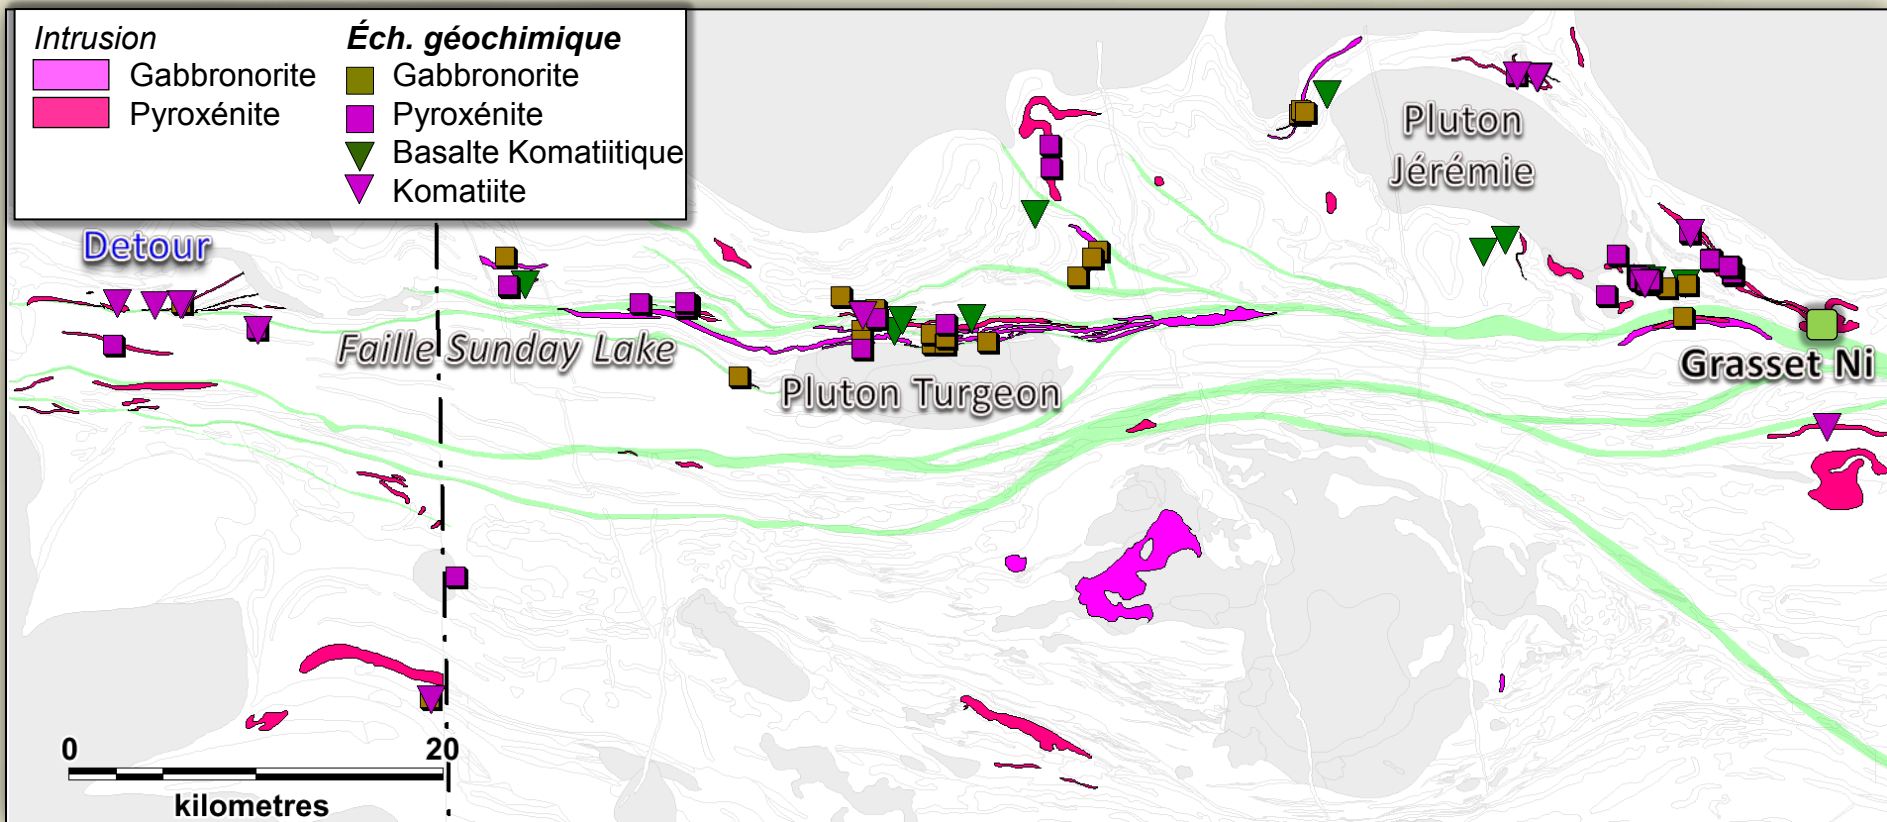 Intrusion
Gabbronorite
Pyroxénite
Éch. géochimique
Gabbronorite
Pyroxénite
Basalte Komatiitique
Komatiite
Detour
Faille Sunday Lake
Pluton Turgeon
Pluton
Jérémie
Grasset Ni
0 20
kilometres